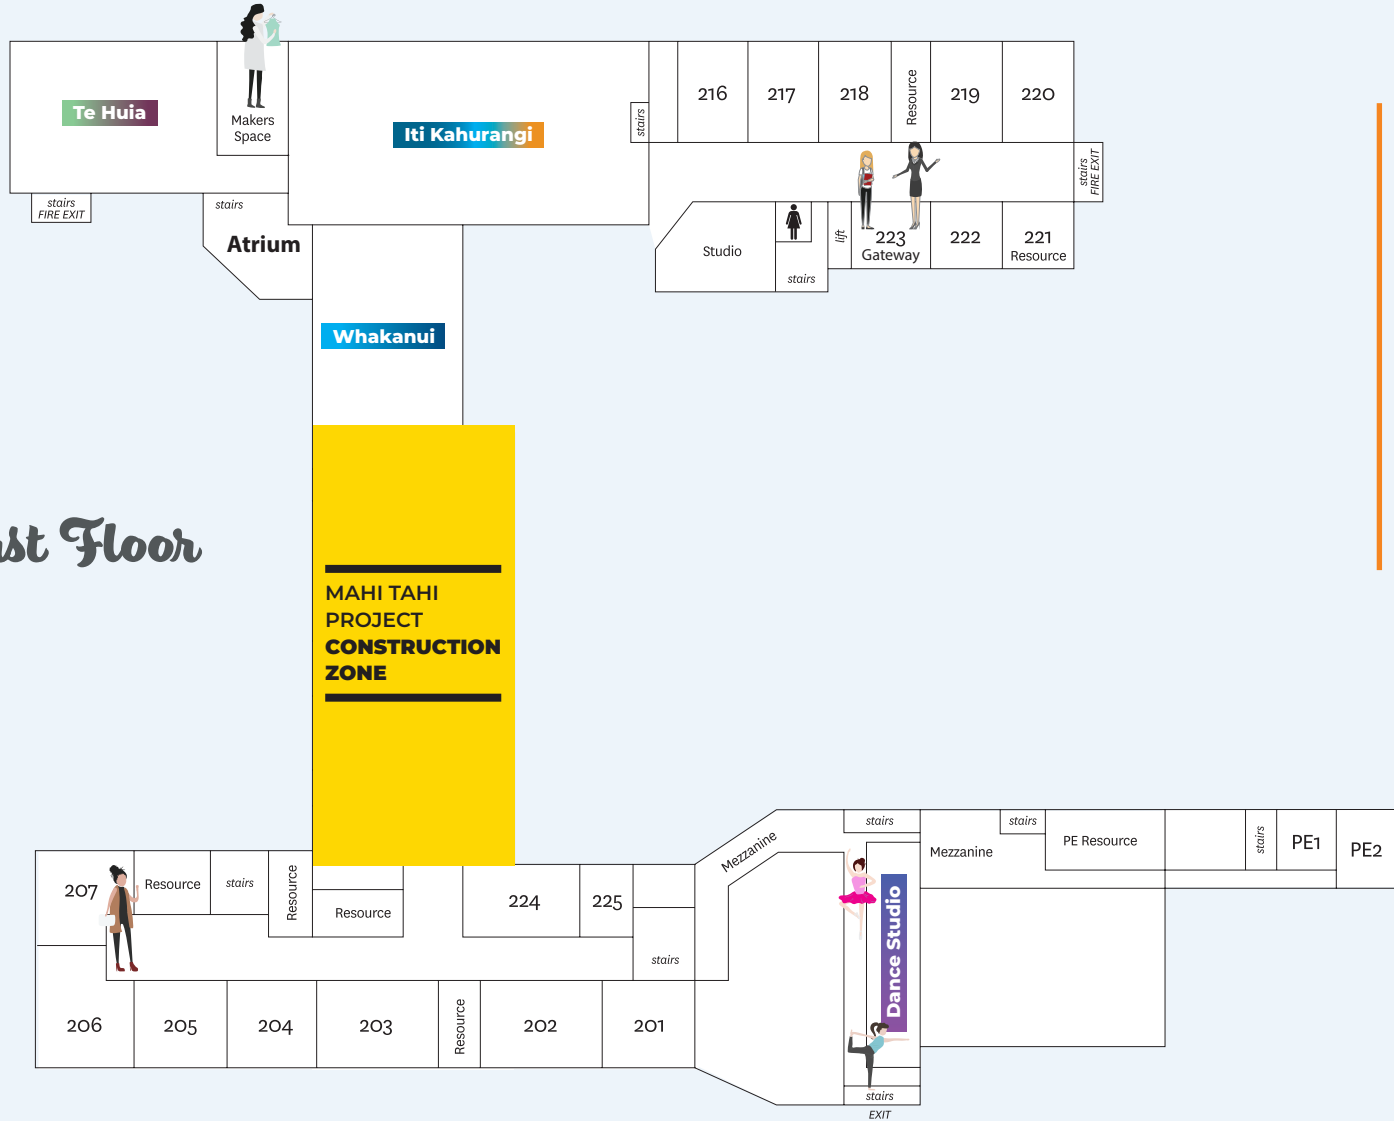 Te Huia
Makers
Space
Iti Kahurangi
stairs
216
217
218
Resource
219
220
stairs
FIRE EXIT
stairs
FIRE EXIT
stairs
Atrium
Studio
stairs
lift
223
Gateway
222
221
Resource
Whakanui
Floor
MAHI TAHI
PROJECT
CONSTRUCTION
ZONE
207
Resource
stairs
Resource
Resource
224
225
stairs
206
205
204
203
Resource
202
201
Mezzanine
stairs
Dance Studio
stairs
EXIT
Mezzanine
stairs
PE Resource
stairs
PE1
PE2